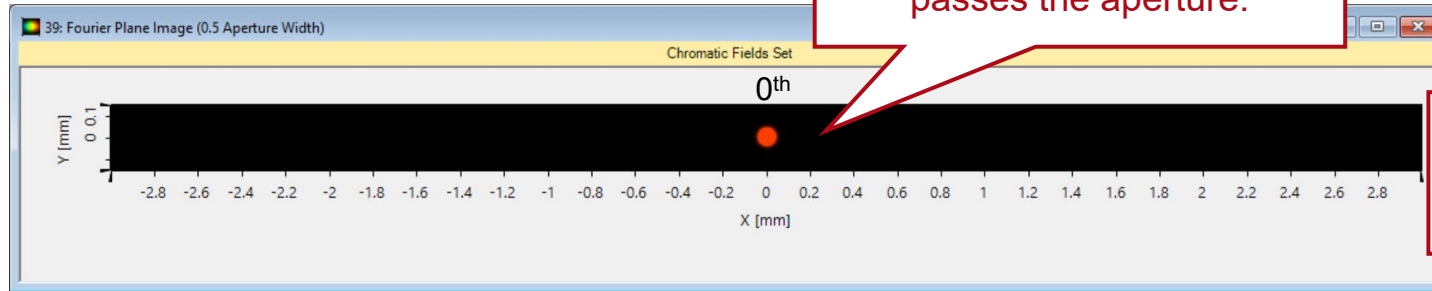 passes the aperture.
39: Fourier Plane Image (0.5 Aperture Width)
Chromatic Fields Set
0th
Y [mm]
0 0.1
-2.8 -2.6 -2.4 -2.2 -2 -1.8 -1.6 -1.4 -1.2 -1 -0.8 -0.6 -0.4 -0.2 0 0.2 0.4 0.6 0.8 1 1.2 1.4 1.6 1.8 2 2.2 2.4 2.6 2.8
X [mm]